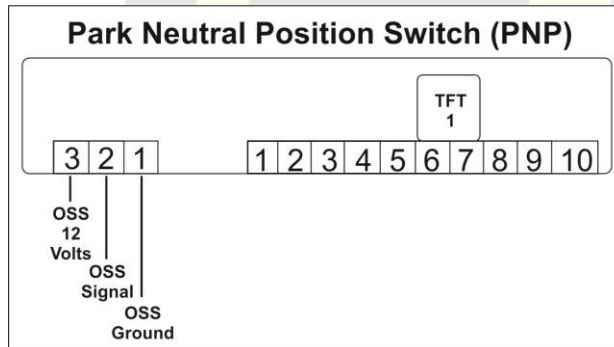 Park Neutral Position Switch (PNP)
TFT
1
3 2 1
1 2 3 4 5 6 7 8 9 10
OSS
12
Volts
OSS
Signal
OSS
Ground